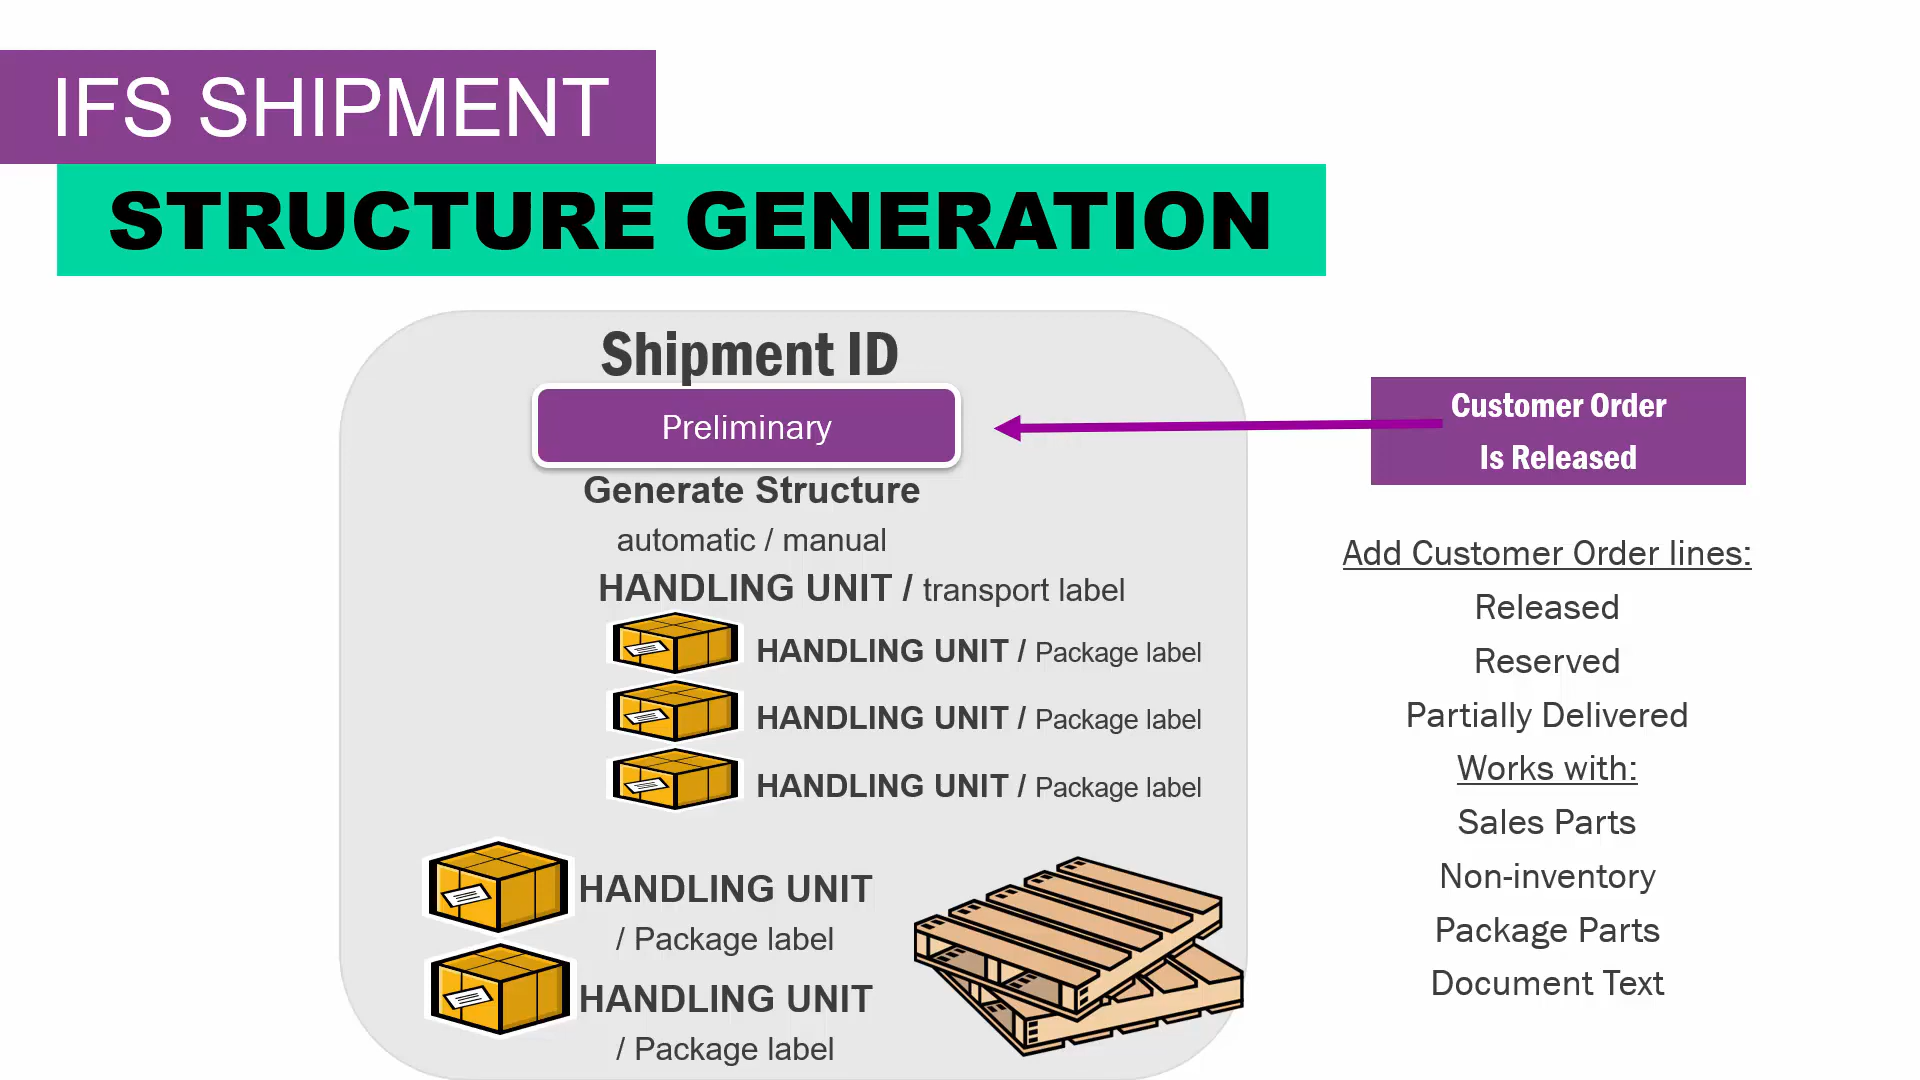 IFS SHIPMENT
STRUCTURE GENERATION
Shipment ID
Preliminary
Generate Structure
automatic / manual
HANDLING UNIT / transport label
HANDLING UNIT / Package label
HANDLING UNIT / Package label
HANDLING UNIT / Package label
HANDLING UNIT
/ Package label
HANDLING UNIT
/ Package label
Customer Order
Is Released
Add Customer Order lines:
Released
Reserved
Partially Delivered
Works with:
Sales Parts
Non-inventory
Package Parts
Document Text